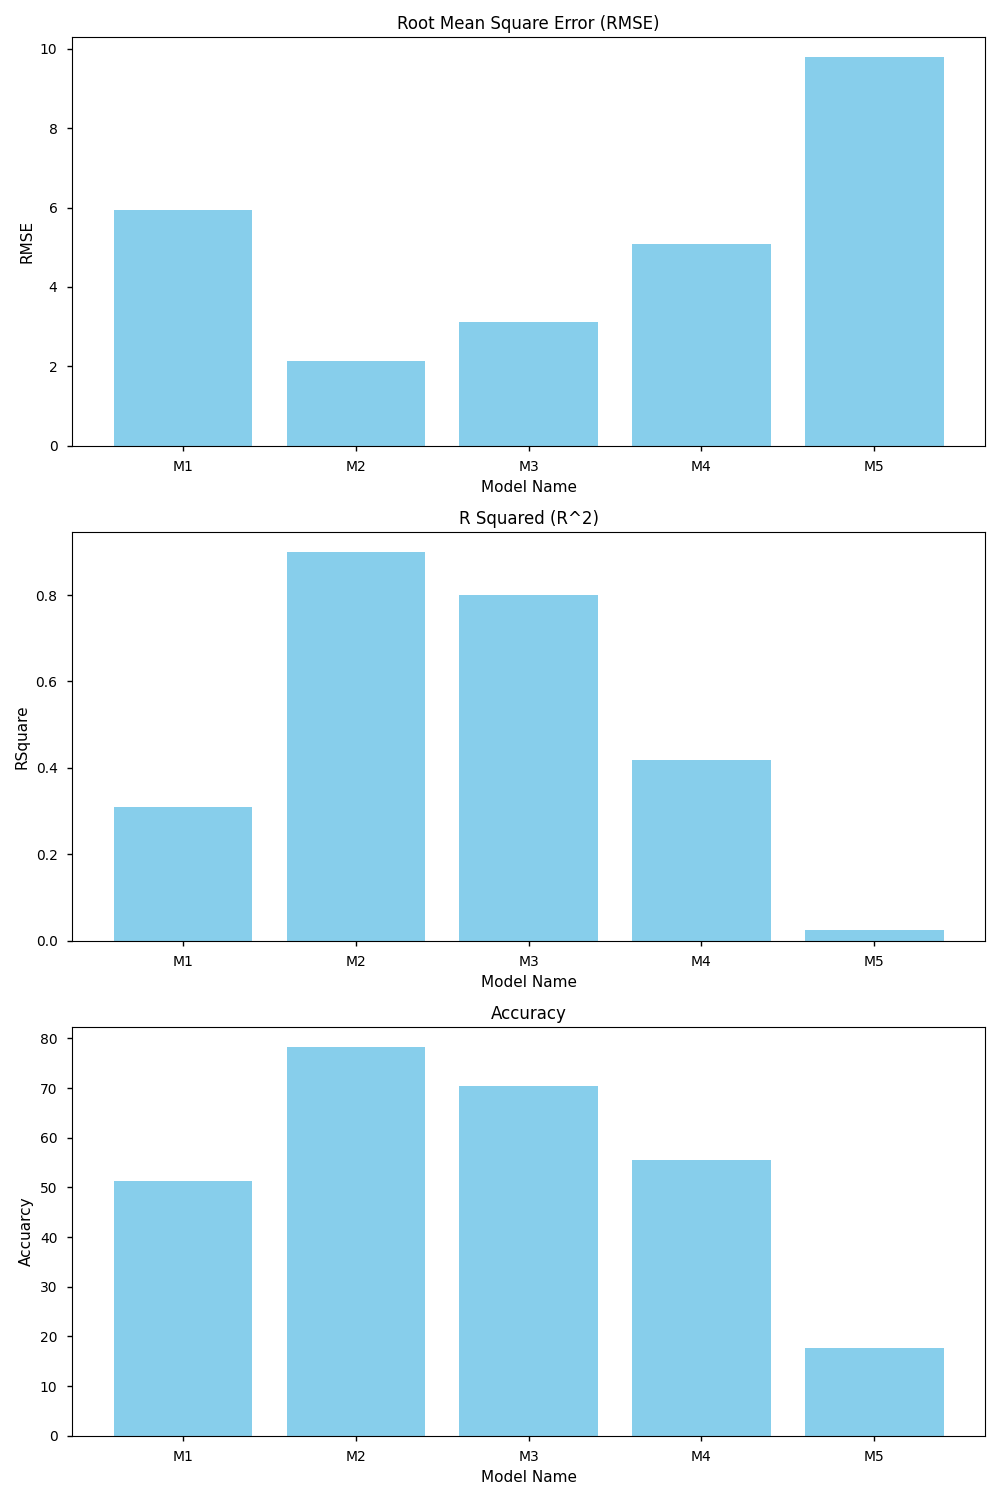 Root Mean Square Error (RMSE)
10
8
6
4
2
0
RMSE
M1 M2 M3 M4 M5
Model Name
R Squared (R^2)
0.8
0.6
0.4
0.2
0.0
RSquare
M1 M2 M3 M4 M5
Model Name
Accuracy
80
70
60
50
40
30
20
10
0
Accuarcy
M1 M2 M3 M4 M5
Model Name